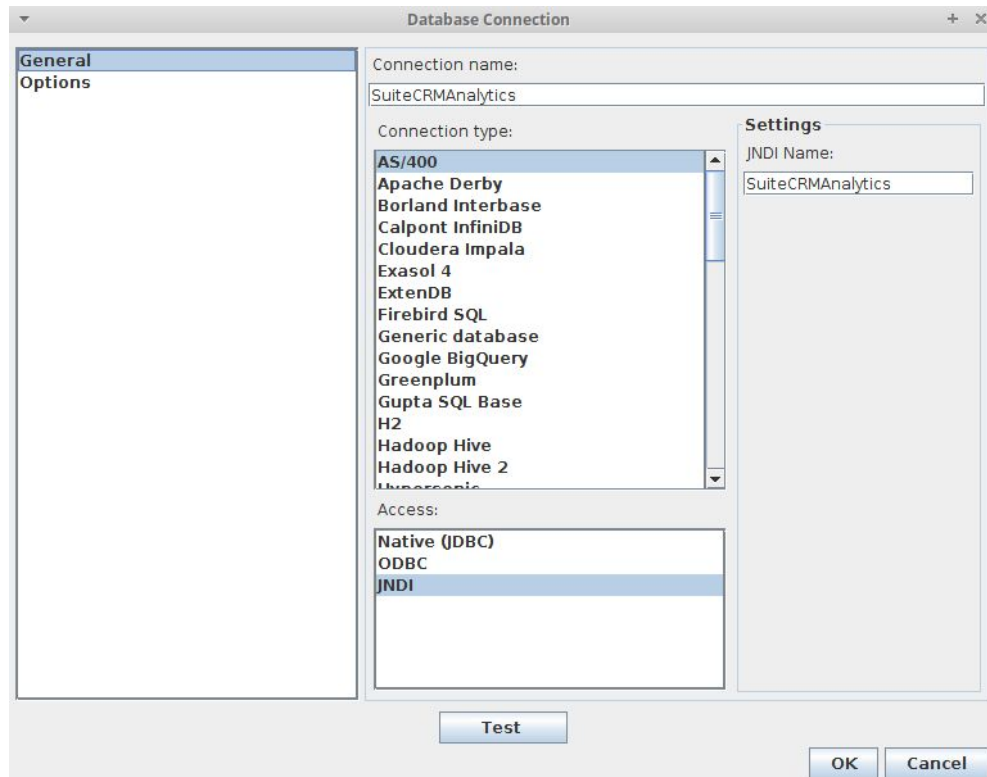 Database Connection
General
Options
Connection name:
SuiteCRMAnalytics
Connection type:
AS/400
Apache Derby
Borland Interbase
Calpont InfiniDB
Cloudera Impala
Exasol 4
ExtenDB
Firebird SQL
Generic database
Google BigQuery
Greenplum
Gupta SQL Base
H2
Hadoop Hive
Hadoop Hive 2
Hypersonic
Access:
Native (JDBC)
ODBC
JNDI
Settings
JNDI Name:
SuiteCRMAnalytics
Test
OK
Cancel